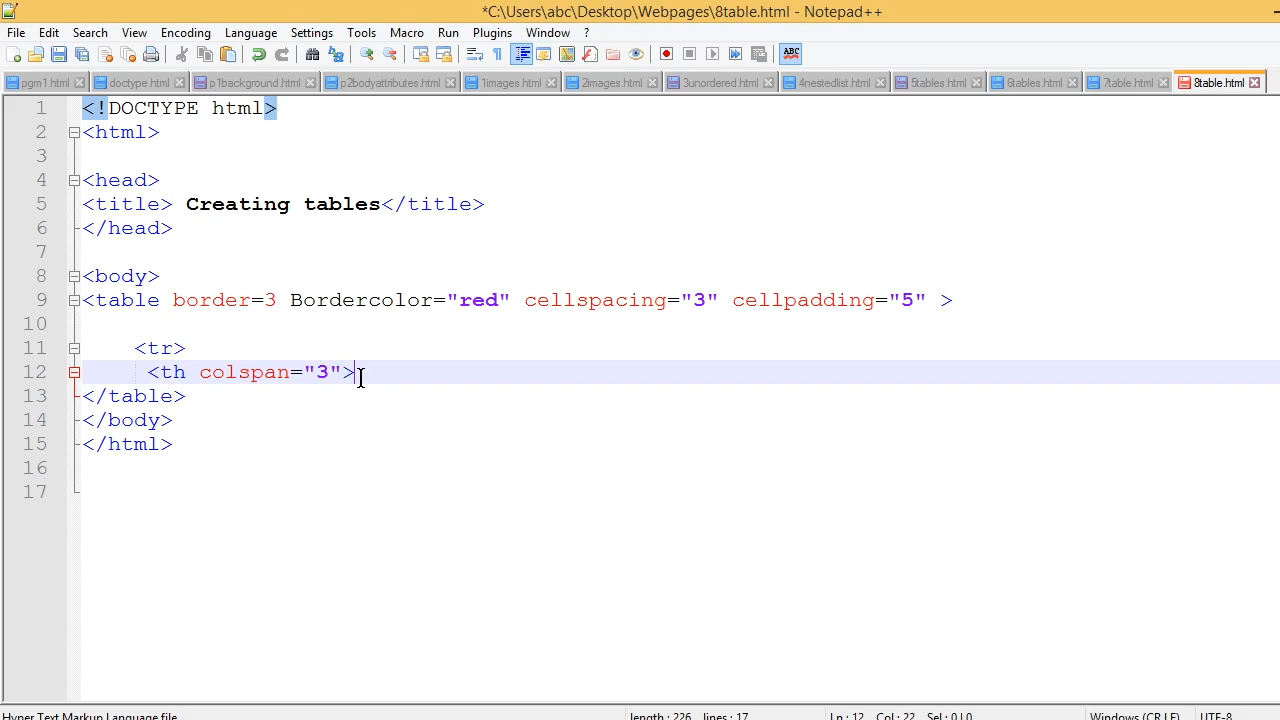 *C:\Users\abc\Desktop\Webpages\8table.html - Notepad++
File Edit Search View Encoding Language Settings Tools Macro Run Plugins Window ?
ABC
pgm1.html doctype.html p1background.html p2bodyattributes.html 1images.html 2images.html 3unordered.html 4nestedlist.html 5tables.html 6tables.html 7table.html 8table.html
1 <!DOCTYPE html>
2 <html>
3
4 <head>
5 <title> Creating tables</title>
6 </head>
7
8 <body>
9 <table border=3 Bordercolor="red" cellspacing="3" cellpadding="5" >
10
11 <tr>
12 <th colspan="3">
13 </table>
14 </body>
15 </html>
16
17
Hyper Text Markup Language file length : 226 lines : 17 Ln : 12 Col : 22 Sel : 0 | 0 Windows (CR LF) UTF-8